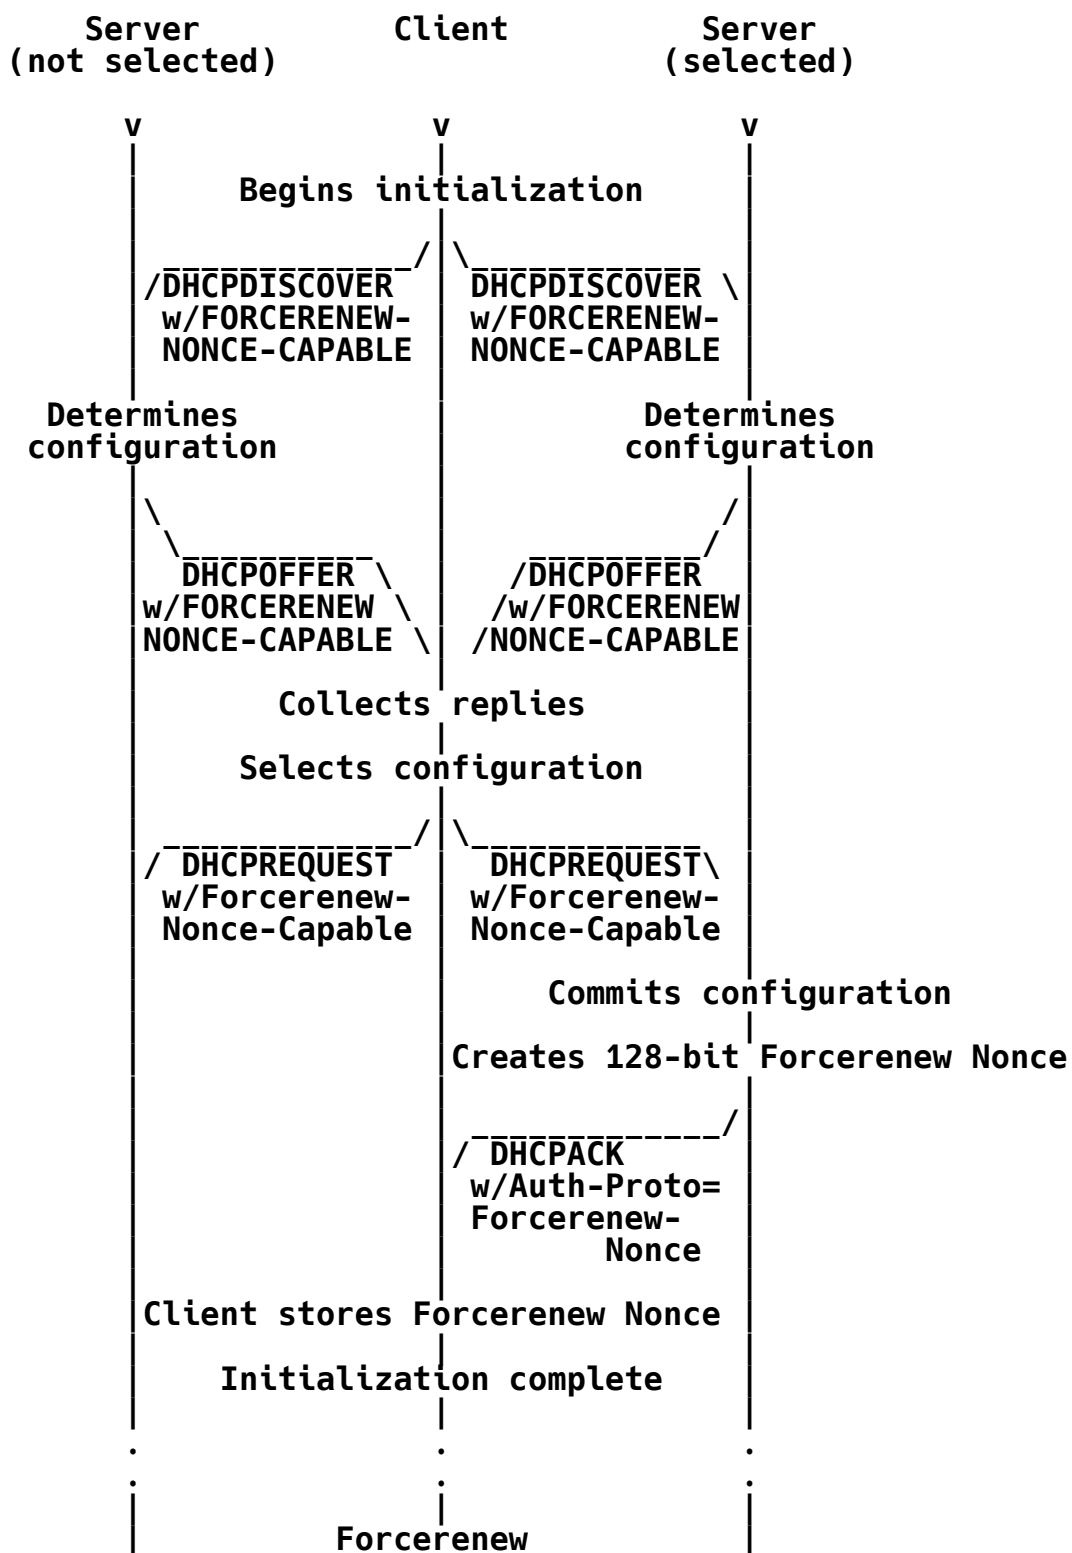 Server Client Server
(not selected) (selected)
v v v
Begins initialization
/DHCPDISCOVER DHCPDISCOVER \
w/FORCERENEW- w/FORCERENEW-
NONCE-CAPABLE NONCE-CAPABLE
Determines Determines
configuration configuration
DHCPOFFER \ /DHCPOFFER
w/FORCERENEW \ /w/FORCERENEW
NONCE-CAPABLE \ /NONCE-CAPABLE
Collects replies
Selects configuration
/ DHCPREQUEST DHCPREQUEST\
w/Forcerenew- w/Forcerenew-
Nonce-Capable Nonce-Capable
Commits configuration
Creates 128-bit Forcerenew Nonce
/ DHCPACK
w/Auth-Proto=
Forcerenew-
Nonce
Client stores Forcerenew Nonce
Initialization complete
. . .
. . .
Forcerenew